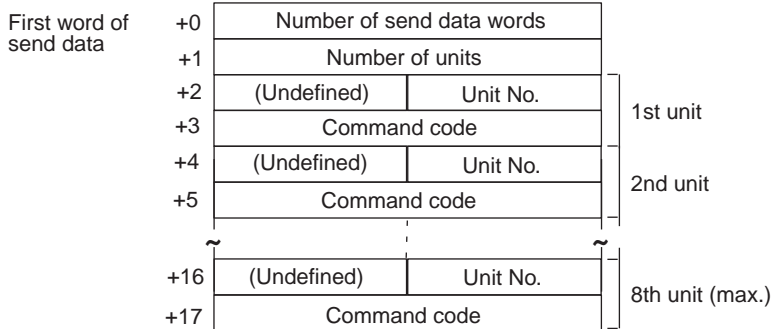 First word of
send data
+0 Number of send data words
+1 Number of units
+2 (Undefined) Unit No.
1st unit
+3 Command code
+4 (Undefined) Unit No.
2nd unit
+5 Command code
~ ~
+16 (Undefined) Unit No.
8th unit (max.)
+17 Command code